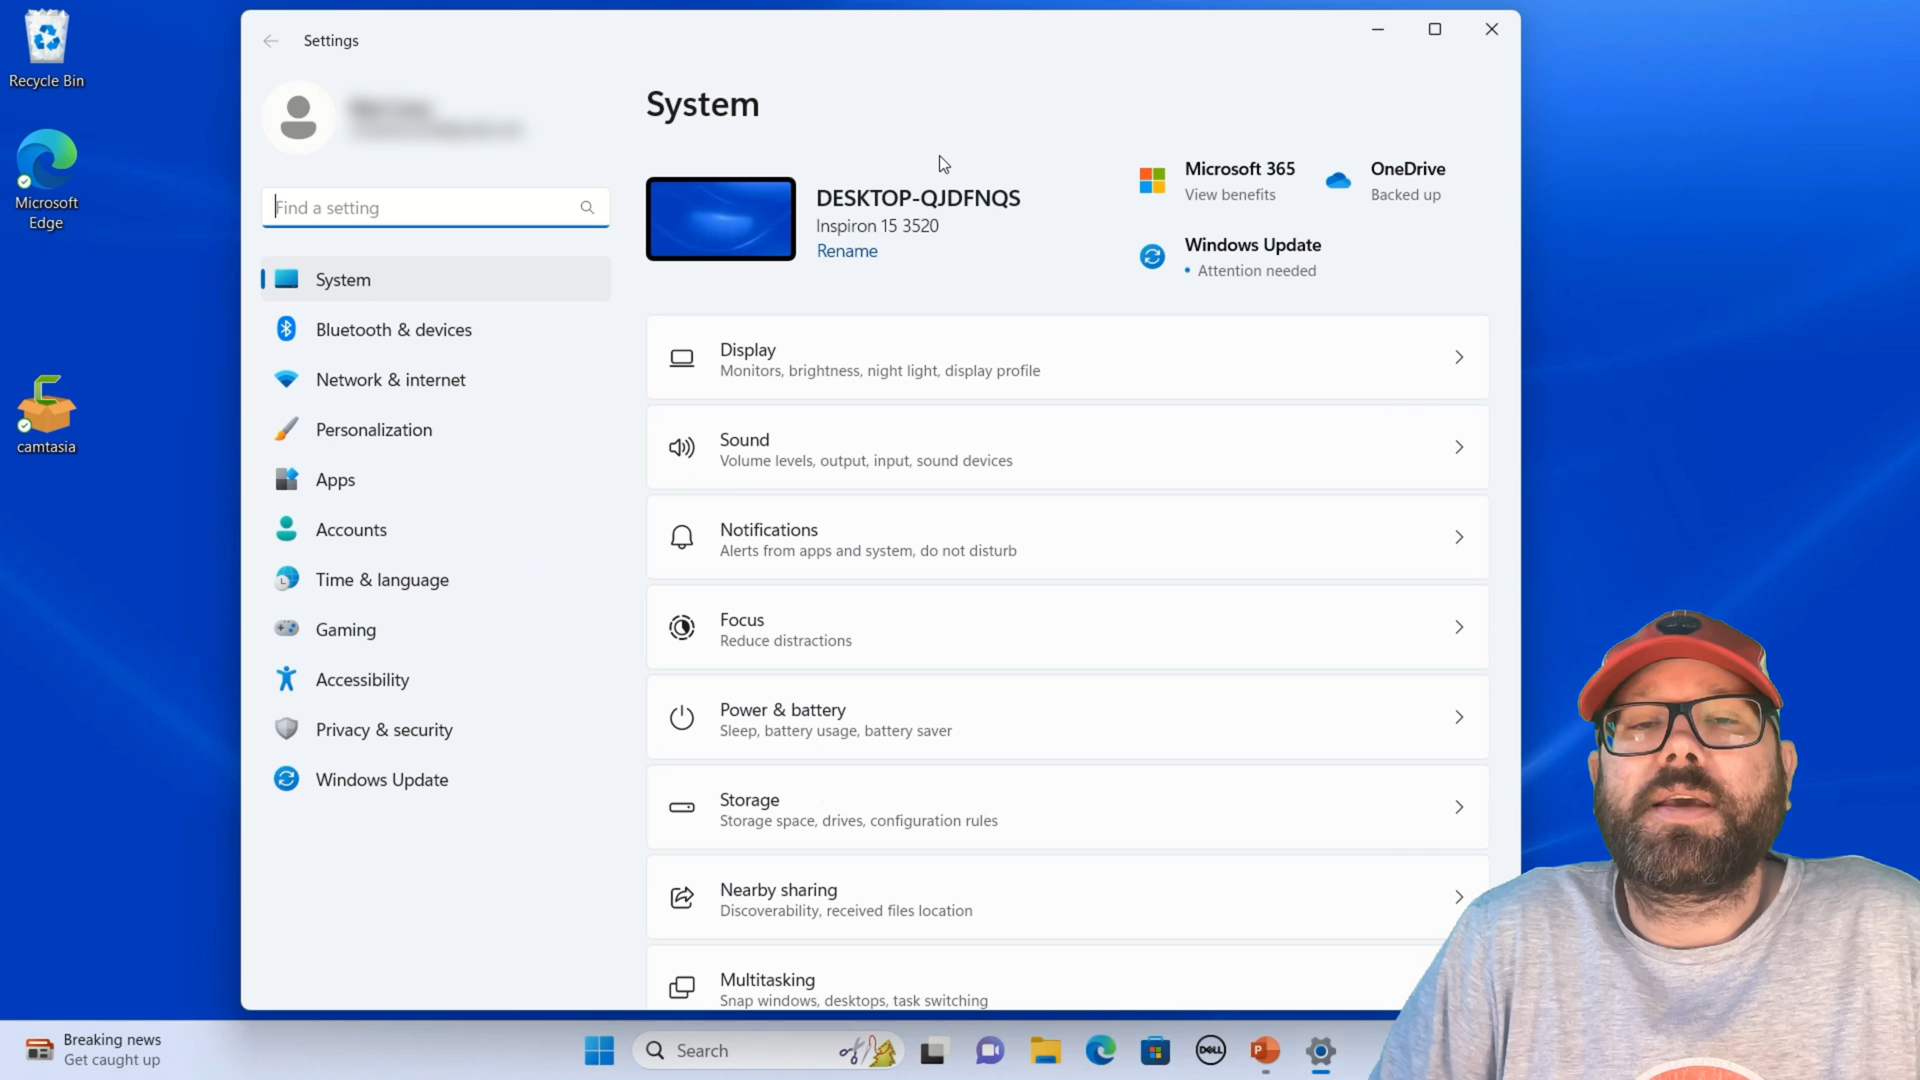 Recycle Bin
Microsoft
Edge
camtasia
Settings
Find a setting
System
Bluetooth & devices
Network & internet
Personalization
Apps
Accounts
Time & language
Gaming
Accessibility
Privacy & security
Windows Update
System
DESKTOP-QJDFNQS
Inspiron 15 3520
Rename
Microsoft 365
View benefits
OneDrive
Backed up
Windows Update
• Attention needed
Display
Monitors, brightness, night light, display profile
Sound
Volume levels, output, input, sound devices
Notifications
Alerts from apps and system, do not disturb
Focus
Reduce distractions
Power & battery
Sleep, battery usage, battery saver
Storage
Storage space, drives, configuration rules
Nearby sharing
Discoverability, received files location
Multitasking
Snap windows, desktops, task switching
Breaking news
Get caught up
Search
DELL
P